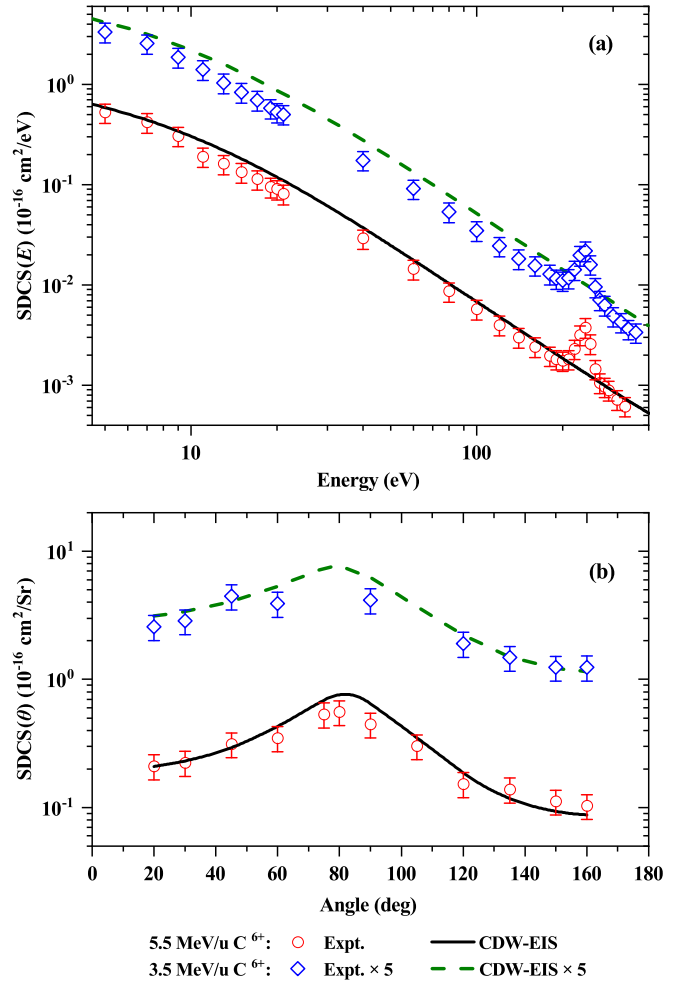 (a)
SDCS(E) (10⁻¹⁶ cm²/eV)
10⁰
10⁻¹
10⁻²
10⁻³
10 100
Energy (eV)
(b)
SDCS(θ) (10⁻¹⁶ cm²/Sr)
10¹
10⁰
10⁻¹
0 20 40 60 80 100 120 140 160 180
Angle (deg)
5.5 MeV/u C ⁶⁺: Expt. CDW-EIS
3.5 MeV/u C ⁶⁺: Expt. × 5 CDW-EIS × 5